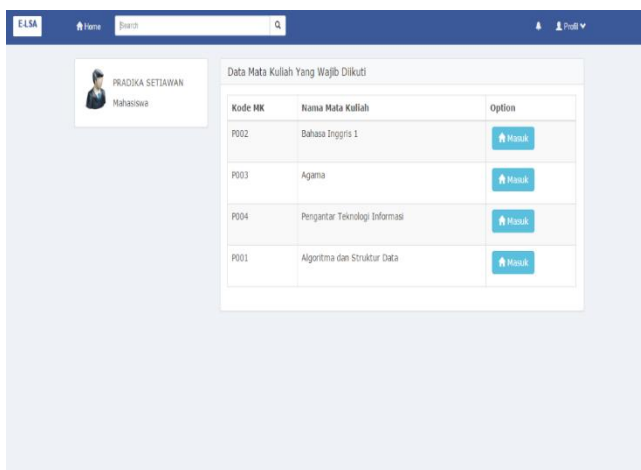 E-LSA Home Search Profil
PRADIKA SETIAWAN
Mahasiswa
Data Mata Kuliah Yang Wajib Diikuti
Kode MK Nama Mata Kuliah Option
P002 Bahasa Inggris 1 Masuk
P003 Agama Masuk
P004 Pengantar Teknologi Informasi Masuk
P001 Algoritma dan Struktur Data Masuk